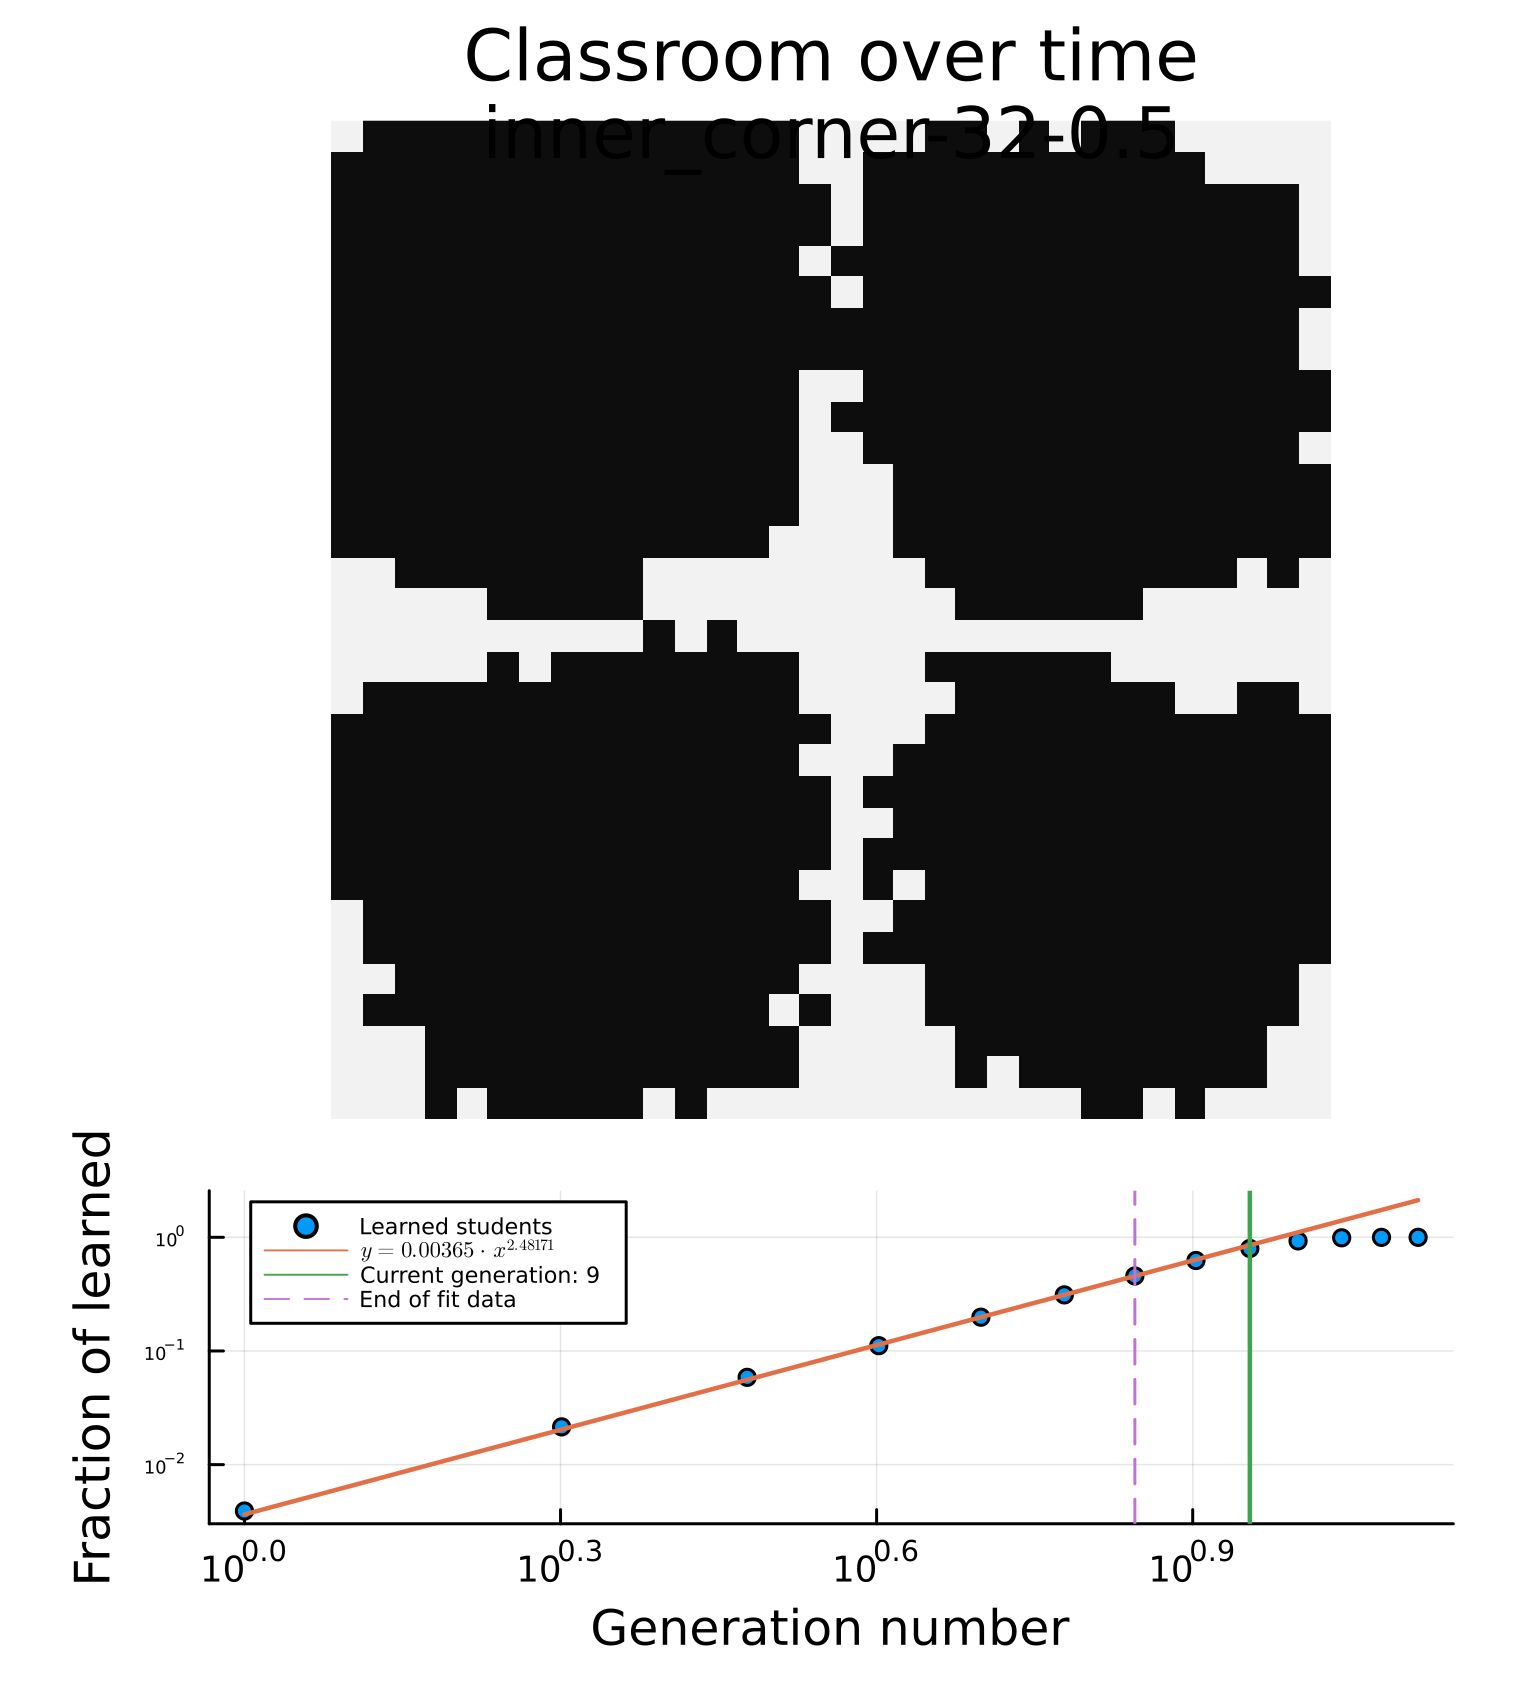 Classroom over time
inner_corner-32-0.5
Fraction of learned
10^0
10^−1
10^−2
Learned students
y = 0.00365 · x^2.48171
Current generation: 9
End of fit data
10^0.0 10^0.3 10^0.6 10^0.9
Generation number